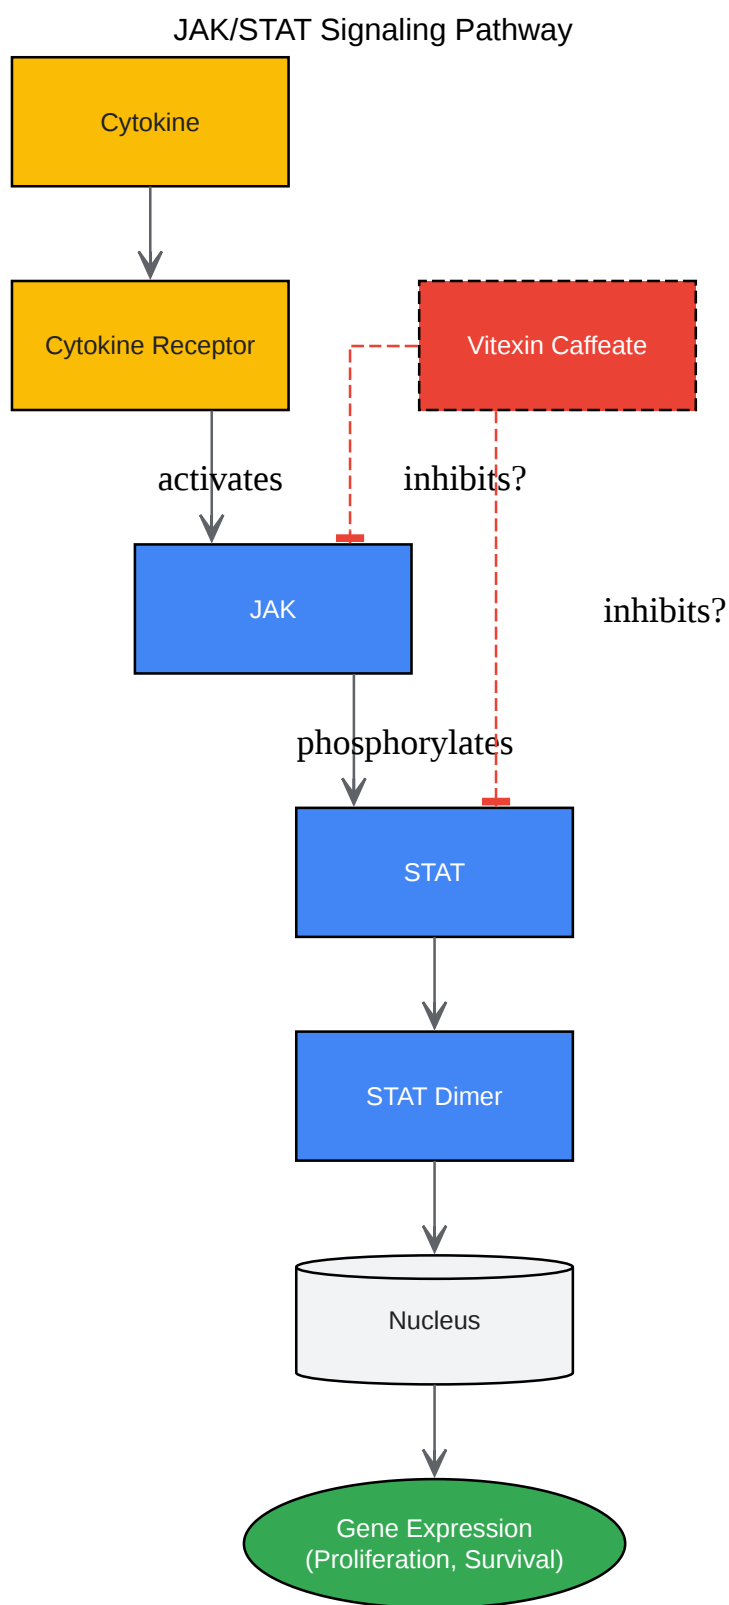 JAK/STAT Signaling Pathway
Cytokine
Cytokine Receptor
Vitexin Caffeate
activates
inhibits?
JAK
inhibits?
phosphorylates
STAT
STAT Dimer
Nucleus
Gene Expression
(Proliferation, Survival)